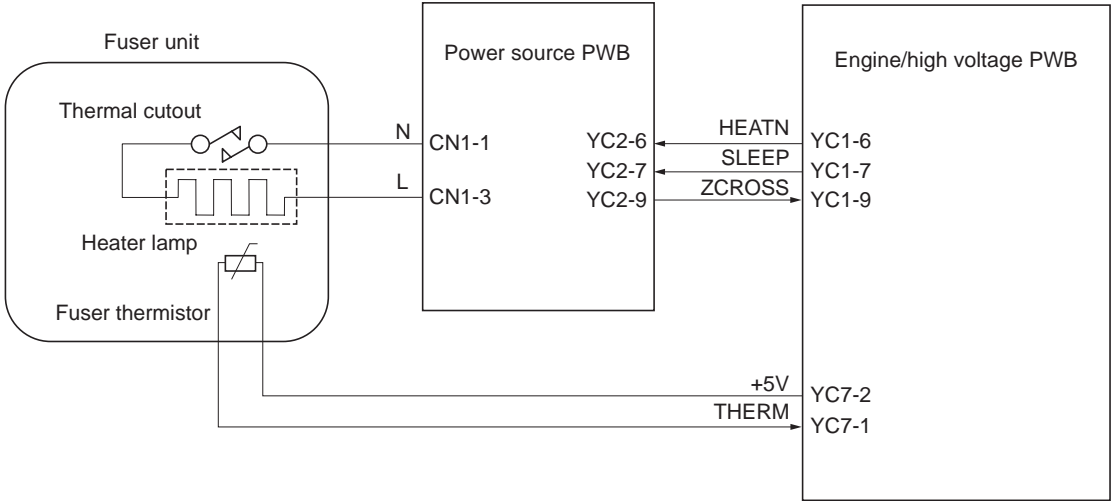 Fuser unit
Power source PWB
Engine/high voltage PWB
Thermal cutout
N
CN1-1
YC2-6
HEATN
YC1-6
YC2-7
SLEEP
YC1-7
L
CN1-3
YC2-9
ZCROSS
YC1-9
Heater lamp
Fuser thermistor
+5V
YC7-2
THERM
YC7-1